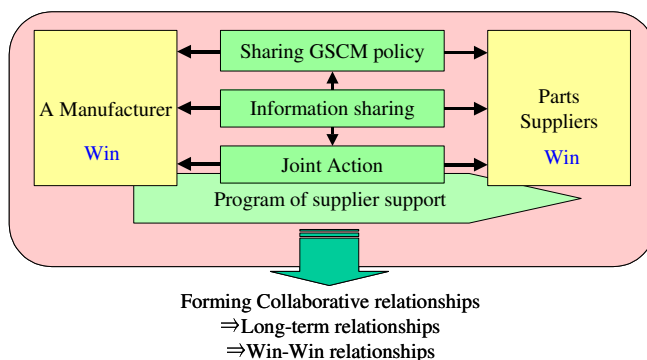 Sharing GSCM policy
A Manufacturer
Win
Information sharing
Parts
Suppliers
Win
Joint Action
Program of supplier support
Forming Collaborative relationships
⇒Long-term relationships
⇒Win-Win relationships